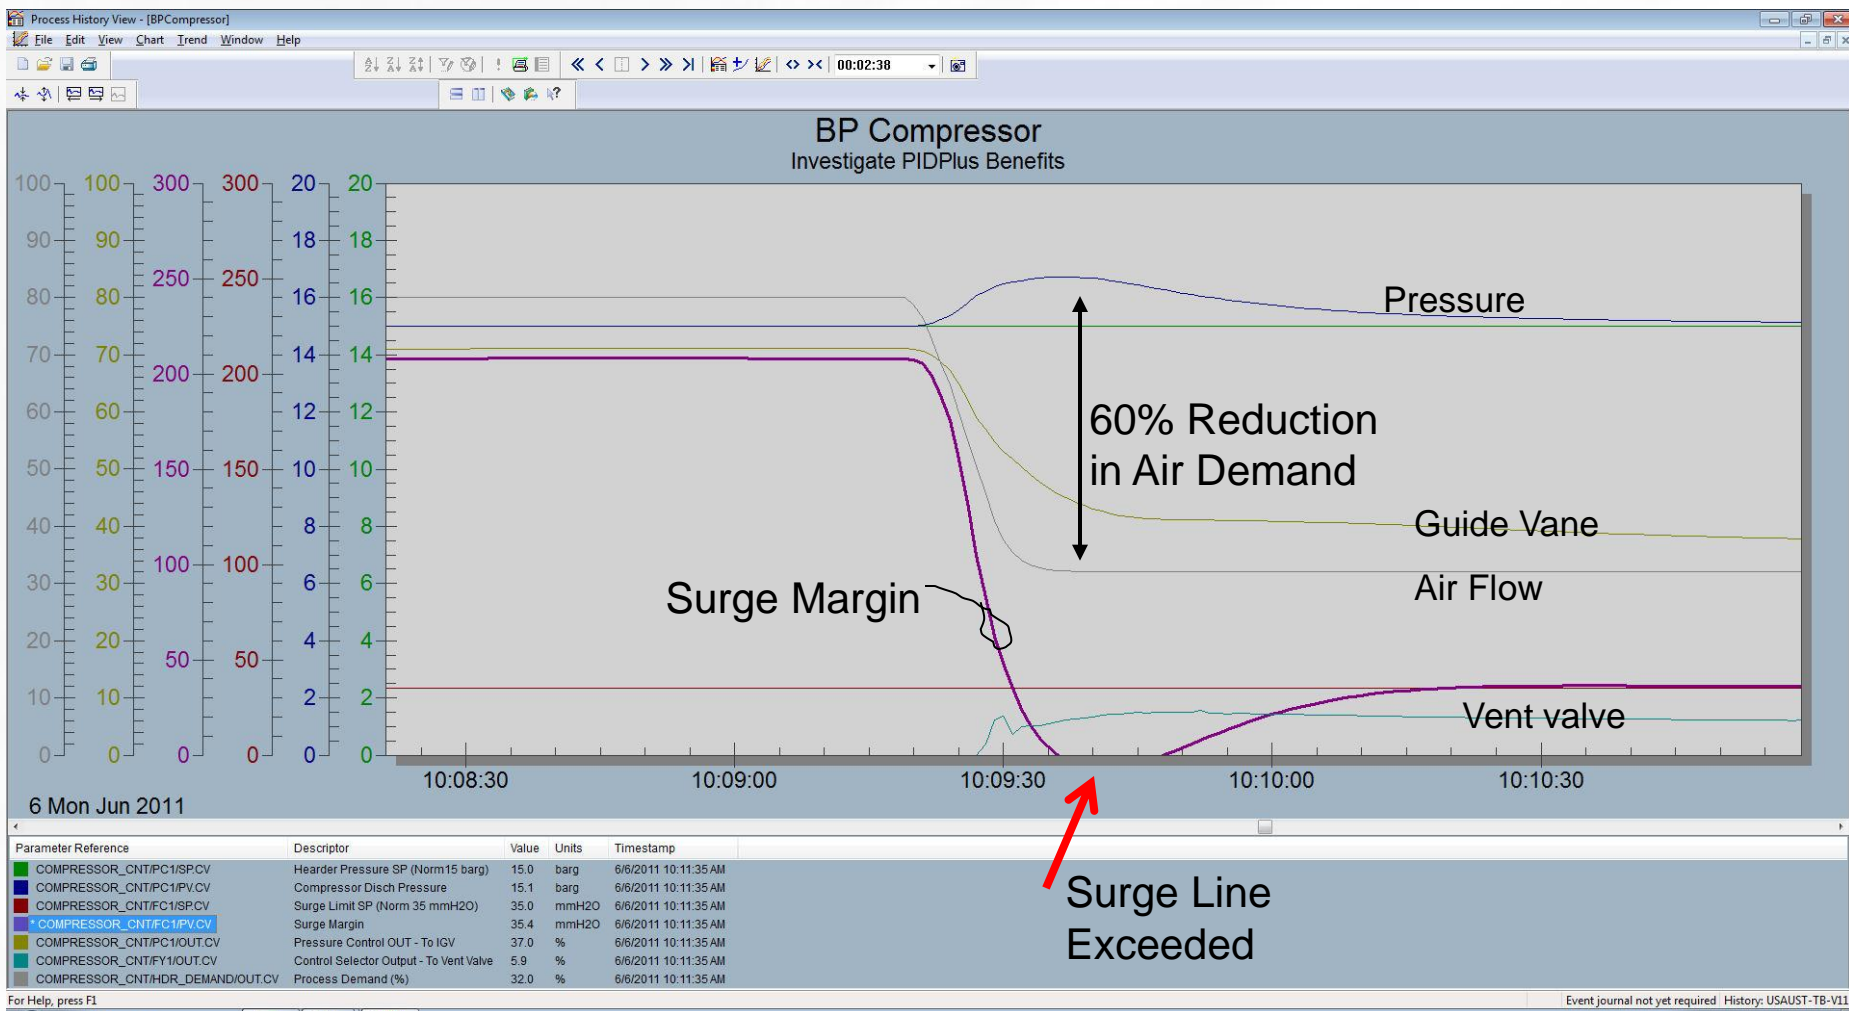 Process History View - [BPCompressor]
File Edit View Chart Trend Window Help
00:02:38
BP Compressor
Investigate PIDPlus Benefits
100 100 300 300 20 20
90 90 18 18
250 250
80 80 16 16
Pressure
70 70 14 14
200 200
60 60 12 12
60% Reduction
in Air Demand
50 50 150 150 10 10
40 40 8 8
Guide Vane
100 100
30 30 6 6
Air Flow
Surge Margin
20 20 4 4
50 50
10 10 2 2
Vent valve
0 0 0 0 0 0
10:08:30 10:09:00 10:09:30 10:10:00 10:10:30
6 Mon Jun 2011
Surge Line
Exceeded
Parameter Reference Descriptor Value Units Timestamp
COMPRESSOR_CNT/PC1/SP.CV Hearder Pressure SP (Norm15 barg) 15.0 barg 6/6/2011 10:11:35 AM
COMPRESSOR_CNT/PC1/PV.CV Compressor Disch Pressure 15.1 barg 6/6/2011 10:11:35 AM
COMPRESSOR_CNT/FC1/SP.CV Surge Limit SP (Norm 35 mmH2O) 35.0 mmH2O 6/6/2011 10:11:35 AM
* COMPRESSOR_CNT/FC1/PV.CV Surge Margin 35.4 mmH2O 6/6/2011 10:11:35 AM
COMPRESSOR_CNT/PC1/OUT.CV Pressure Control OUT - To IGV 37.0 % 6/6/2011 10:11:35 AM
COMPRESSOR_CNT/FY1/OUT.CV Control Selector Output - To Vent Valve 5.9 % 6/6/2011 10:11:35 AM
COMPRESSOR_CNT/HDR_DEMAND/OUT.CV Process Demand (%) 32.0 % 6/6/2011 10:11:35 AM
For Help, press F1
Event journal not yet required History: USAUST-TB-V11